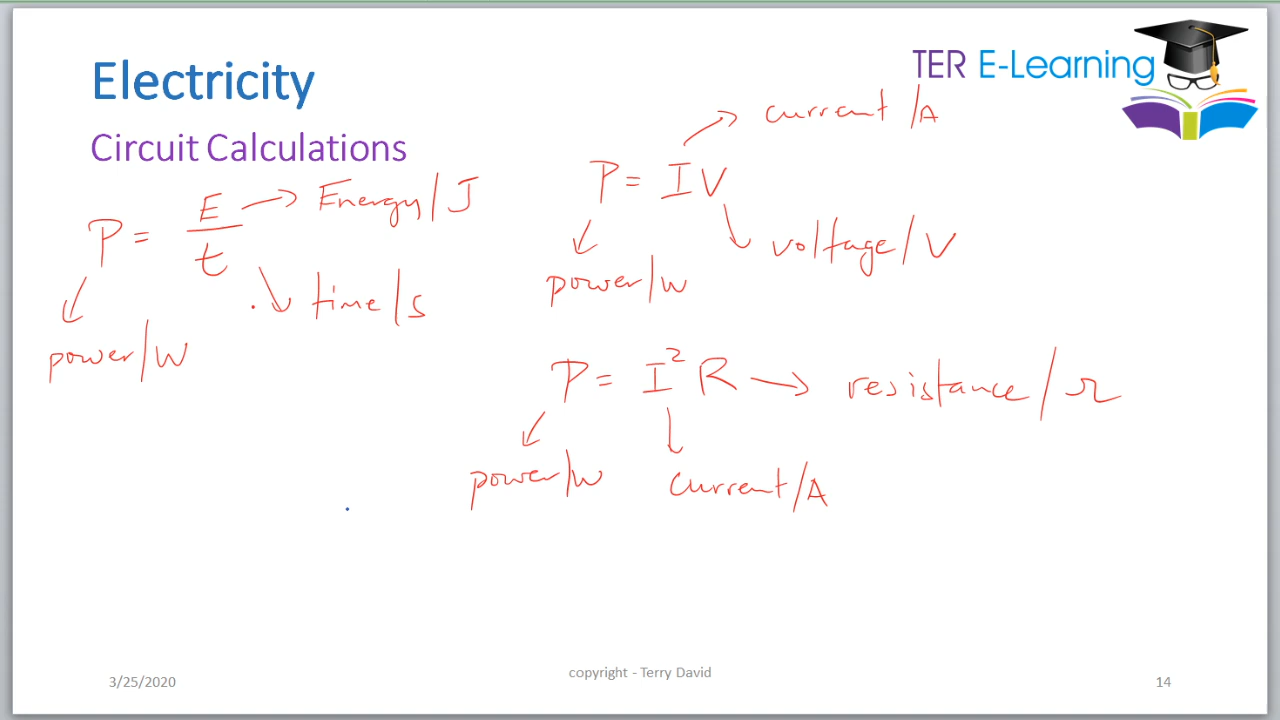 Electricity
TER E-Learning
Circuit Calculations
P = E/t
Energy/J
time/s
power/W
P = IV
current/A
voltage/V
power/W
P = I²R
resistance/Ω
power/W
current/A
3/25/2020
copyright - Terry David
14